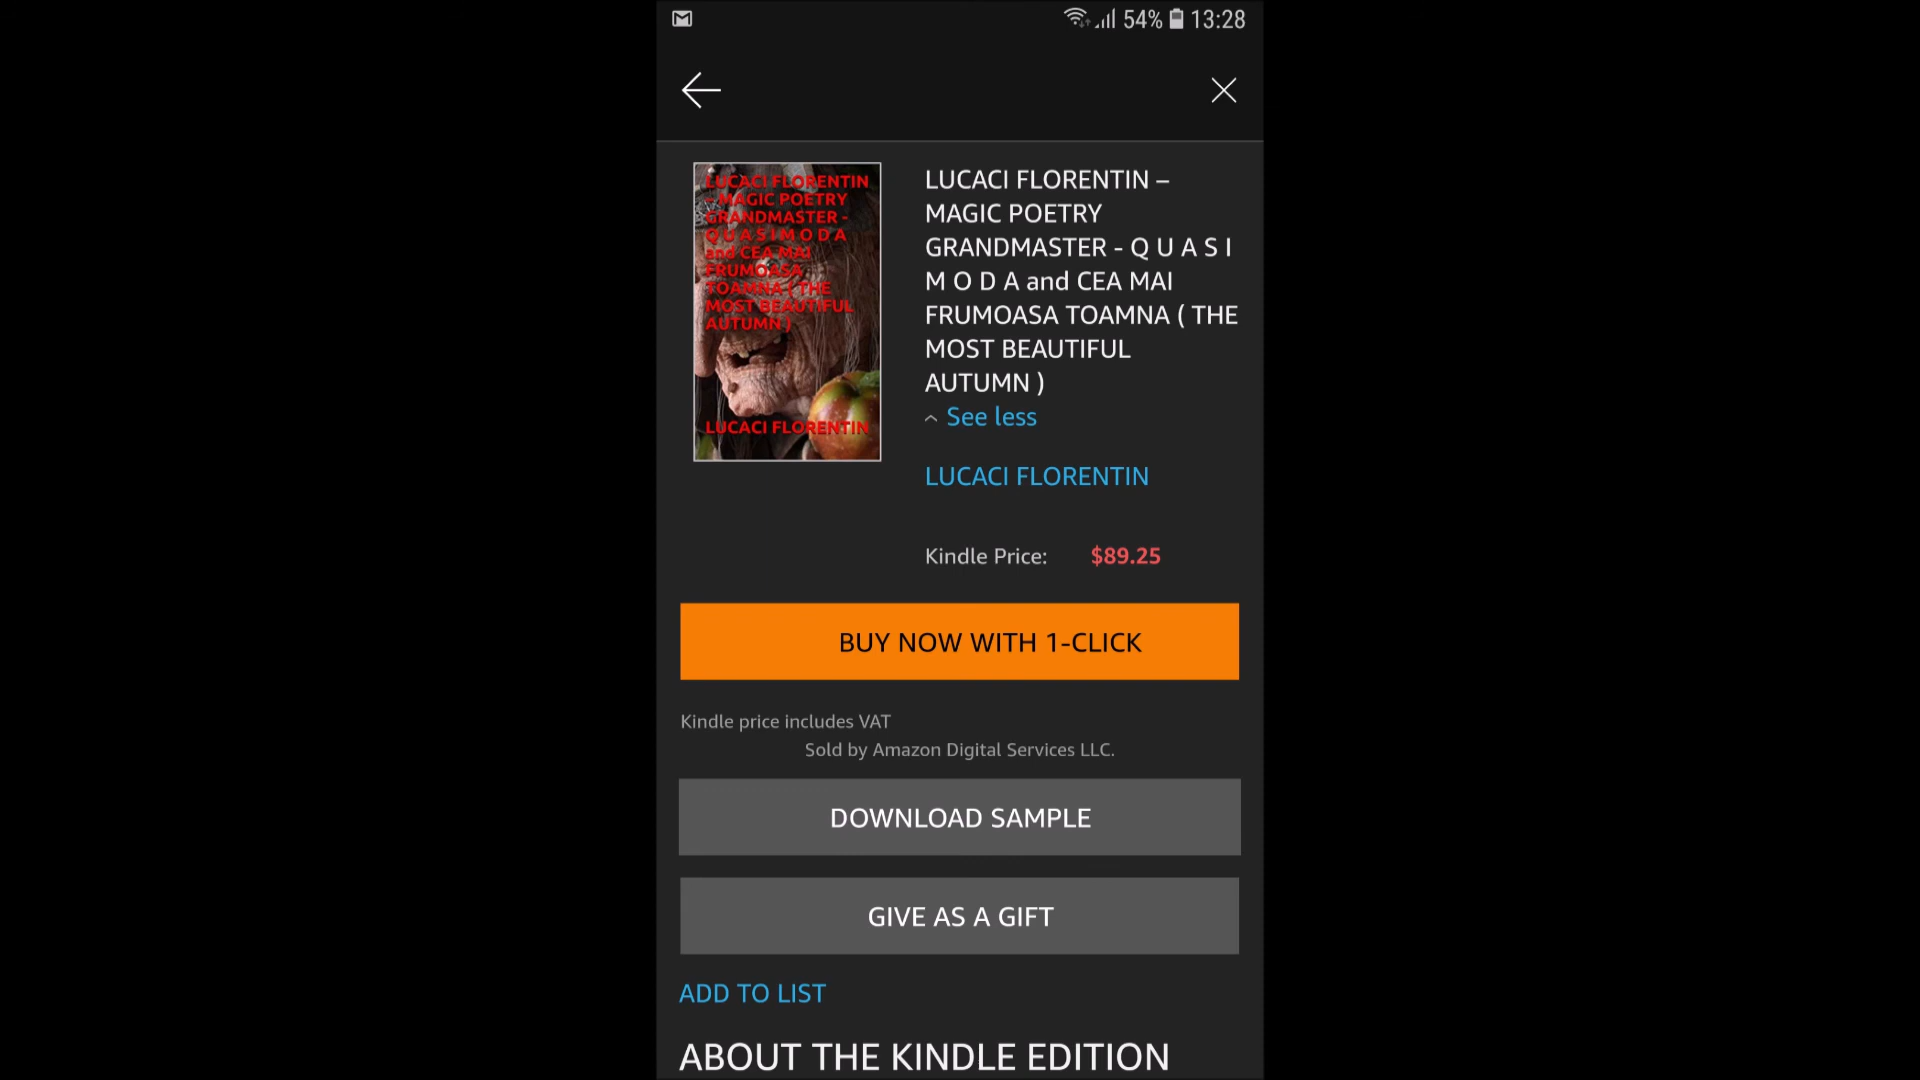 54% 13:28
LUCACI FLORENTIN
– MAGIC POETRY
GRANDMASTER -
Q U A S I M O D A
and CEA MAI
FRUMOASA
TOAMNA ( THE
MOST BEAUTIFUL
AUTUMN )
LUCACI FLORENTIN
LUCACI FLORENTIN –
MAGIC POETRY
GRANDMASTER - Q U A S I
M O D A and CEA MAI
FRUMOASA TOAMNA ( THE
MOST BEAUTIFUL
AUTUMN )
See less
LUCACI FLORENTIN
Kindle Price: $89.25
BUY NOW WITH 1-CLICK
Kindle price includes VAT
Sold by Amazon Digital Services LLC.
DOWNLOAD SAMPLE
GIVE AS A GIFT
ADD TO LIST
ABOUT THE KINDLE EDITION